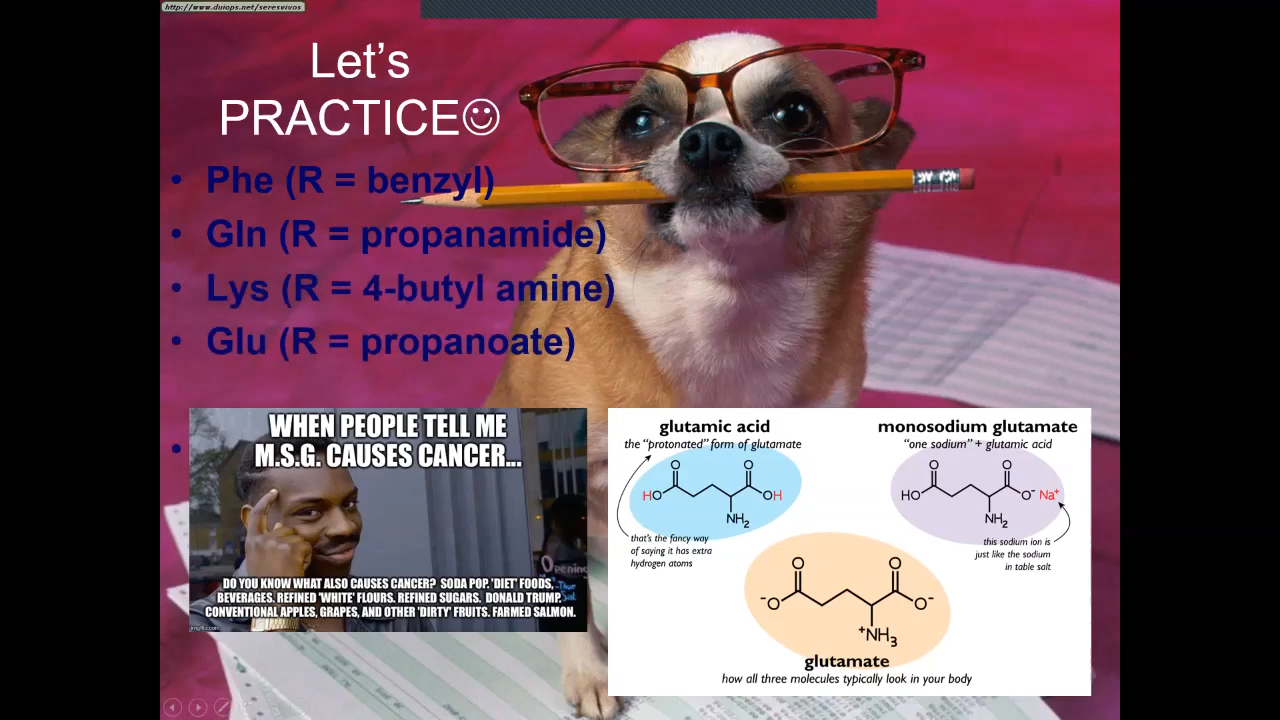 http://www.duiops.net/seresvivos
Let's
PRACTICE☺
• Phe (R = benzyl)
• Gln (R = propanamide)
• Lys (R = 4-butyl amine)
• Glu (R = propanoate)
•
WHEN PEOPLE TELL ME
M.S.G. CAUSES CANCER...
Opening
DO YOU KNOW WHAT ALSO CAUSES CANCER? SODA POP. 'DIET' FOODS,
BEVERAGES. REFINED 'WHITE' FLOURS. REFINED SUGARS. DONALD TRUMP.
CONVENTIONAL APPLES, GRAPES, AND OTHER 'DIRTY' FRUITS. FARMED SALMON.
imgflip.com
glutamic acid
the "protonated" form of glutamate
O O
HO OH
NH2
that's the fancy way
of saying it has extra
hydrogen atoms
monosodium glutamate
"one sodium" + glutamic acid
O O
HO O- Na+
NH2
this sodium ion is
just like the sodium
in table salt
O O
-O O-
+NH3
glutamate
how all three molecules typically look in your body